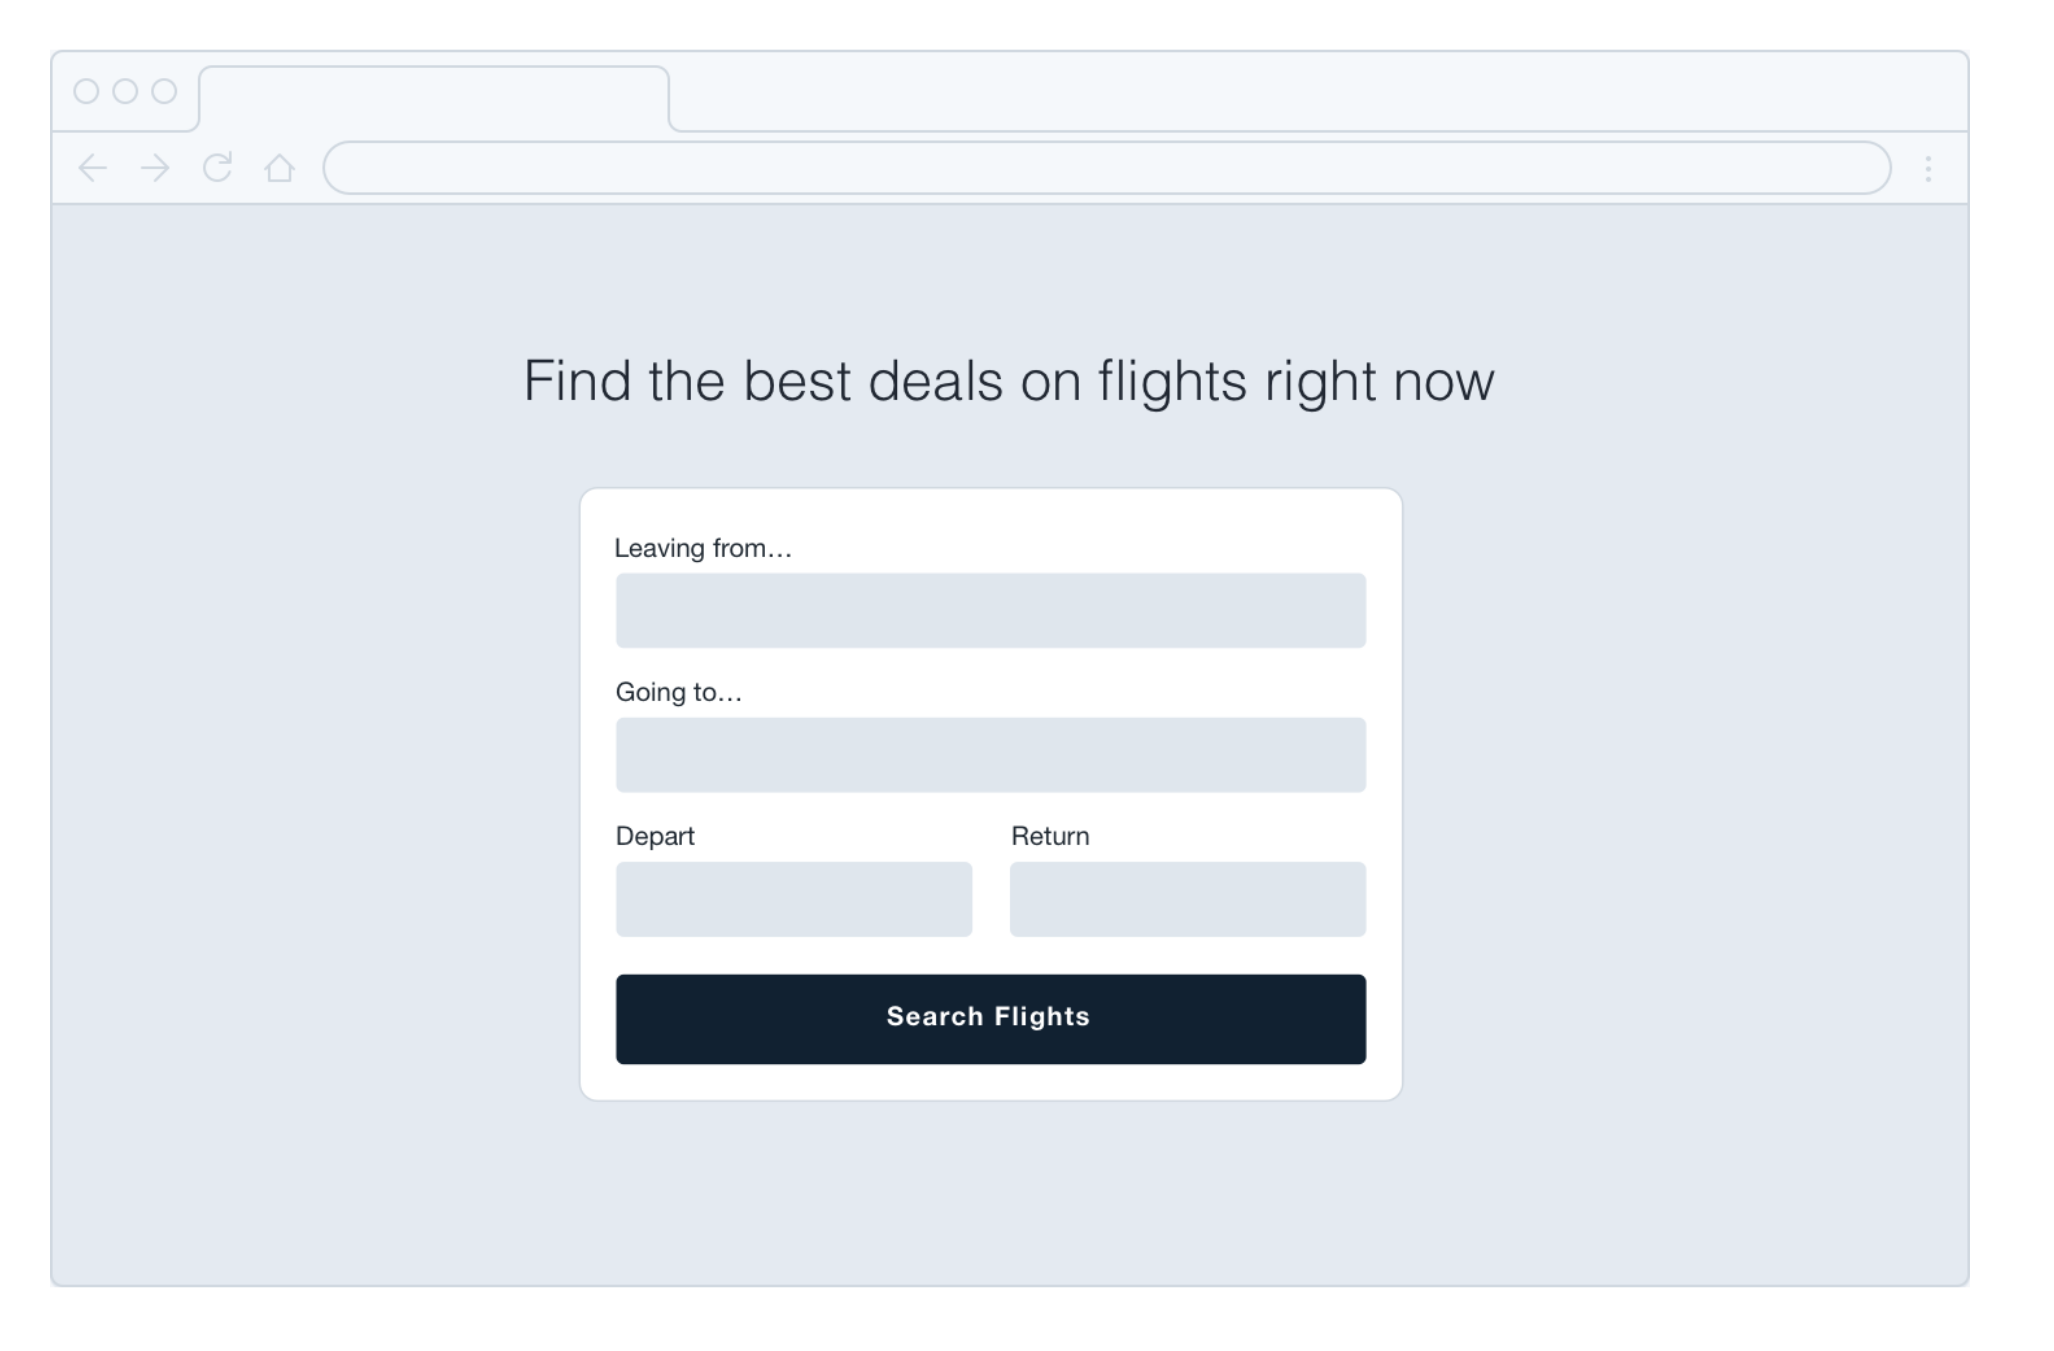 Find the best deals on flights right now
Leaving from...
Going to...
Depart
Return
Search Flights